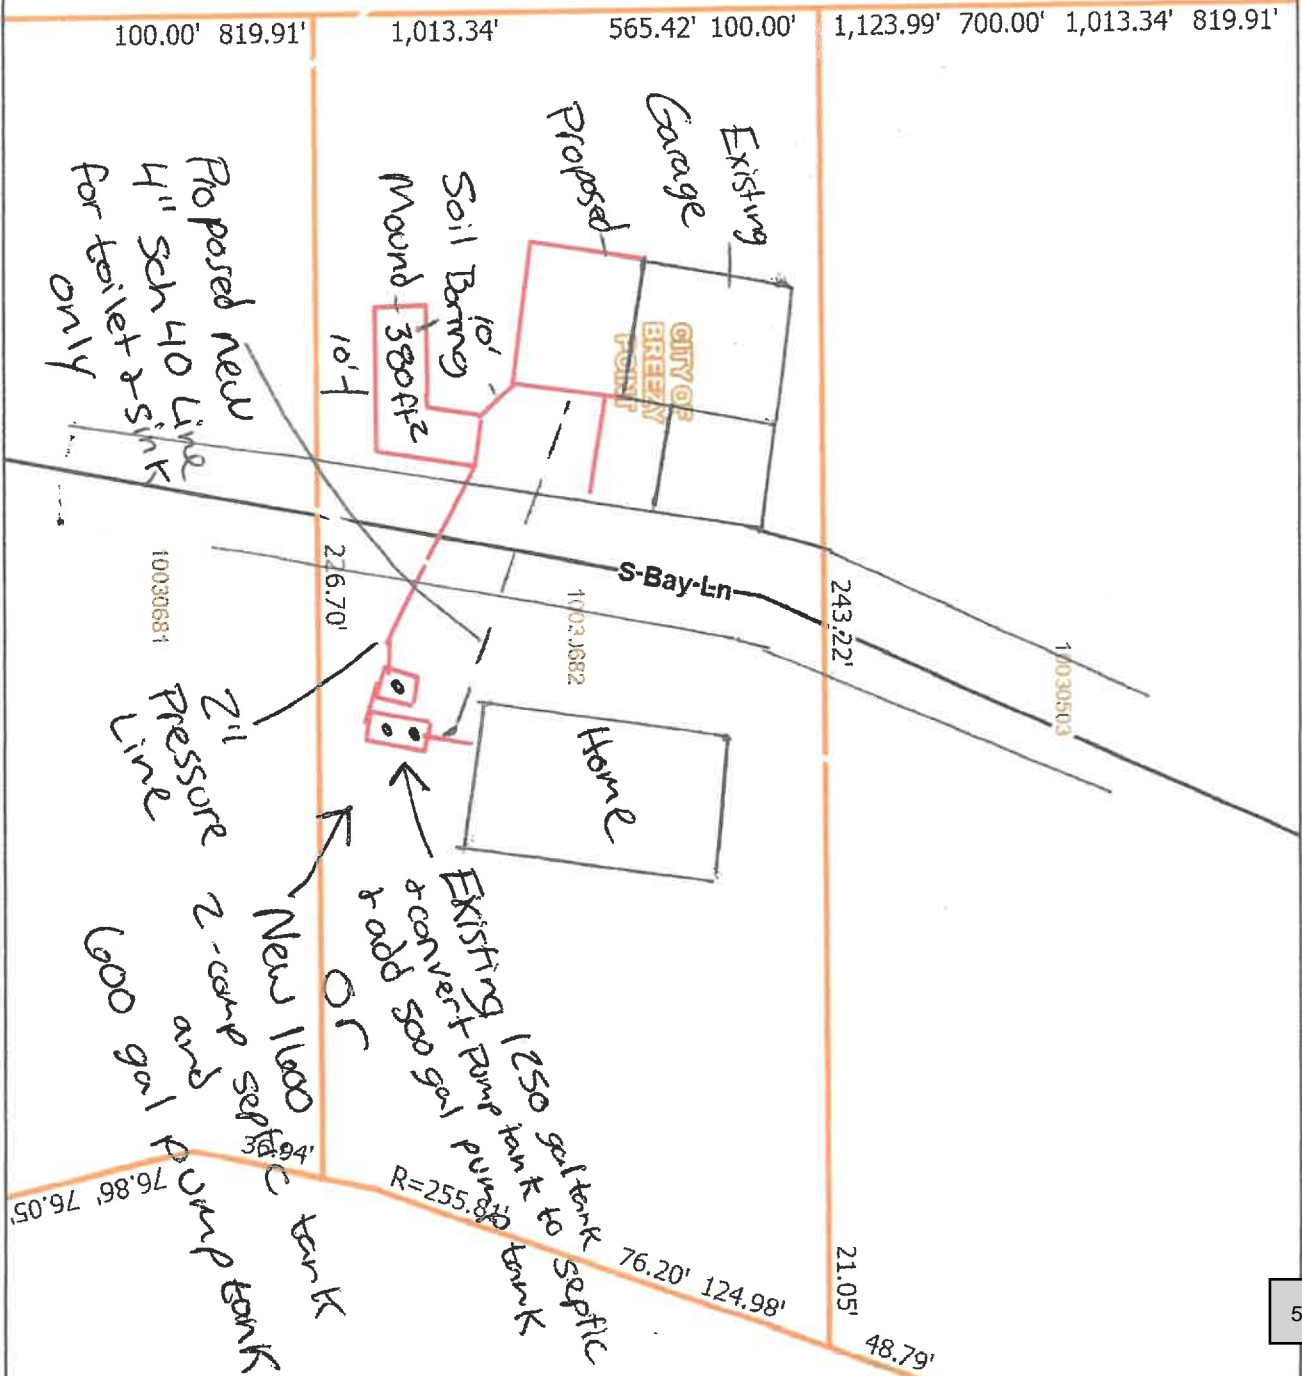 100.00' 819.91'
1,013.34'
565.42' 100.00'
1,123.99' 700.00' 1,013.34' 819.91'
Existing
Garage
Proposed
Soil Boring
Mound - 380ft²
10'
10'+
Proposed new
4" Sch 40 Line
for toilet & sink
only
CITY OF
BREEZY
POINT
S-Bay-Ln
226.70'
243.22'
10030681
10030682
10030503
Home
2"
Pressure
Line
Existing 1250 gal tank
& convert Pump tank to septic
& add 500 gal pump tank
or
New 1600
2-comp septic tank
and
600 gal pump tank
36.94'
76.86'
76.05'
R=255.84'
76.20' 124.98'
21.05'
48.79'
5